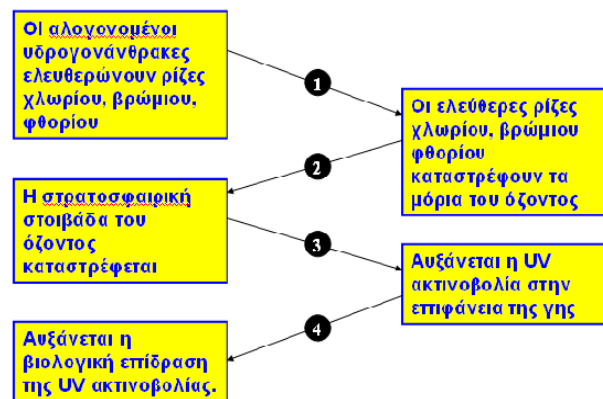 ΟΙ αλογονομένοι
υδρογονάνθρακες
ελευθερώνουν ρίζες
χλωρίου, βρώμιου,
φθορίου
1
Οι ελεύθερες ρίζες
χλωρίου, βρώμιου
φθορίου
καταστρέφουν τα
μόρια του όζοντος
2
Η στρατοσφαιρική
στοιβάδα του
όζοντος
καταστρέφεται
3
Αυξάνεται η UV
ακτινοβολία στην
επιφάνεια της γης
4
Αυξάνεται η
βιολογική επίδραση
της UV ακτινοβολίας.